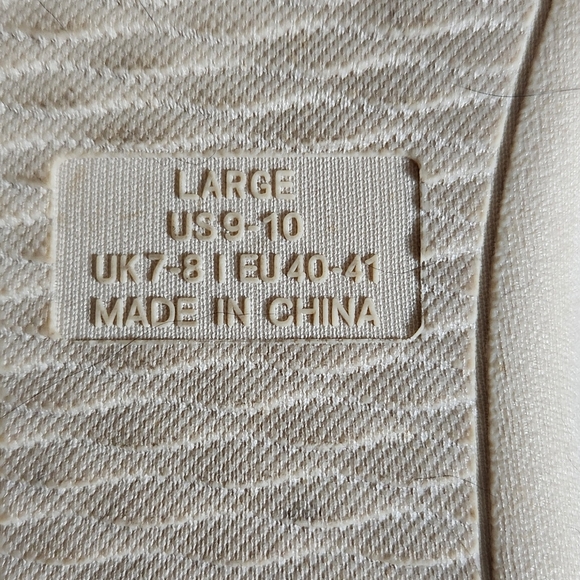 LARGE
US 9-10
UK 7-8 | EU 40-41
MADE IN CHINA